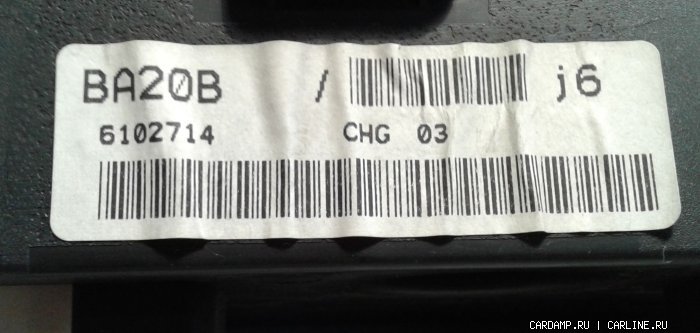 BA20B / j6
6102714 CHG 03
CARDAMP.RU | CARLINE.RU